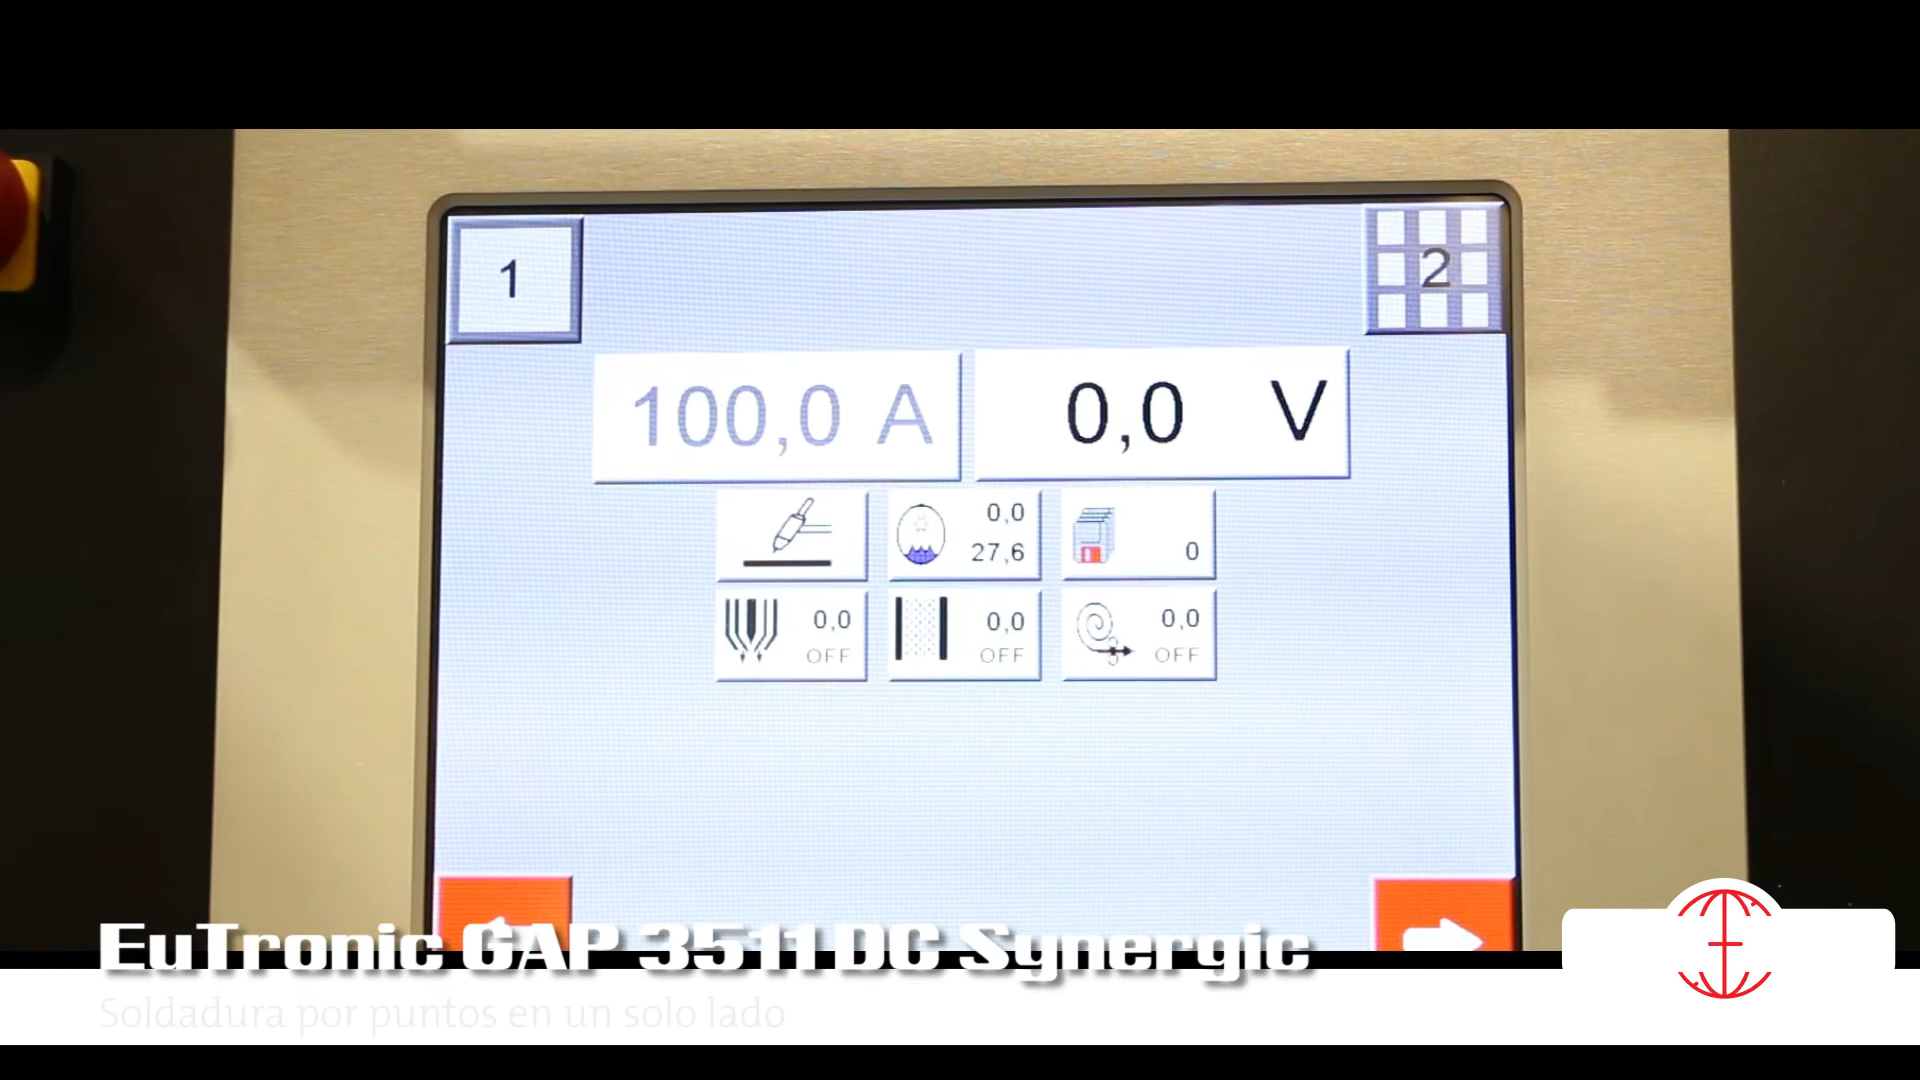 1
2
100,0 A
0,0 V
0,0
27,6
0
0,0
OFF
0,0
OFF
0,0
OFF
EuTronic GAP 3511 DC Synergic
Soldadura por puntos en un solo lado